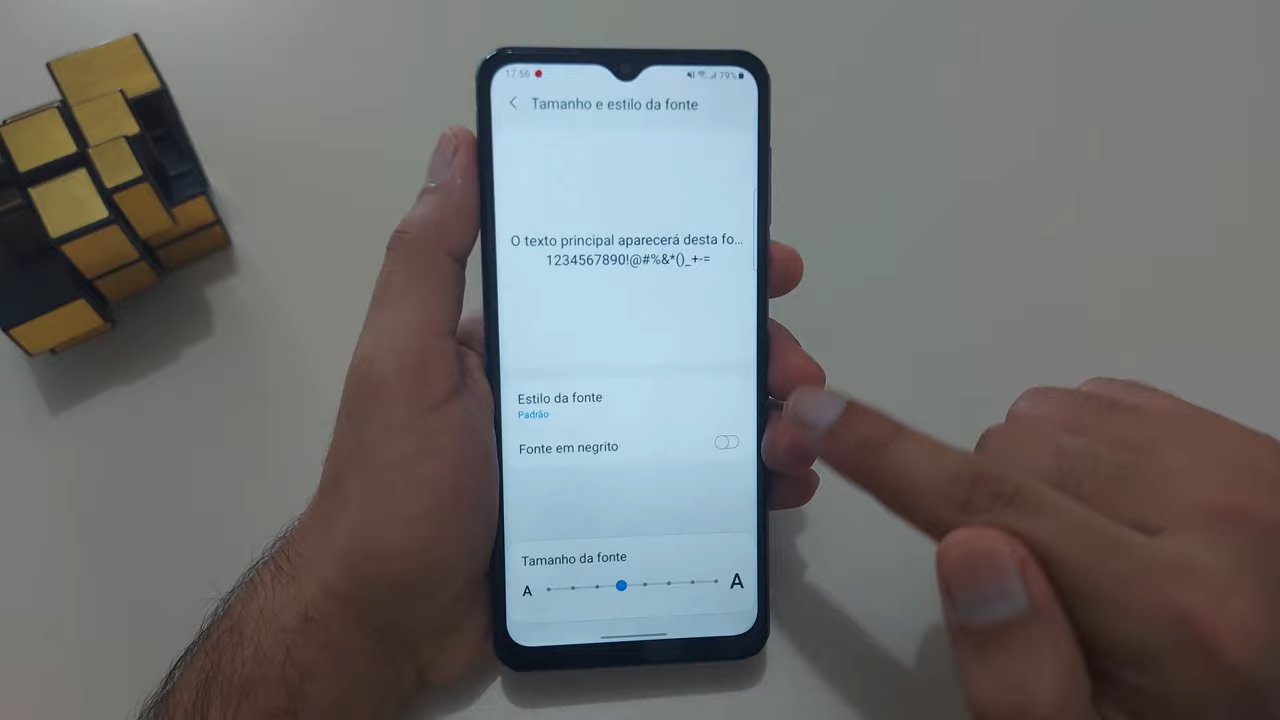 17:56 79%
Tamanho e estilo da fonte
O texto principal aparecerá desta fo...
1234567890!@#%&*()_+-=
Estilo da fonte
Padrão
Fonte em negrito
Tamanho da fonte
A A